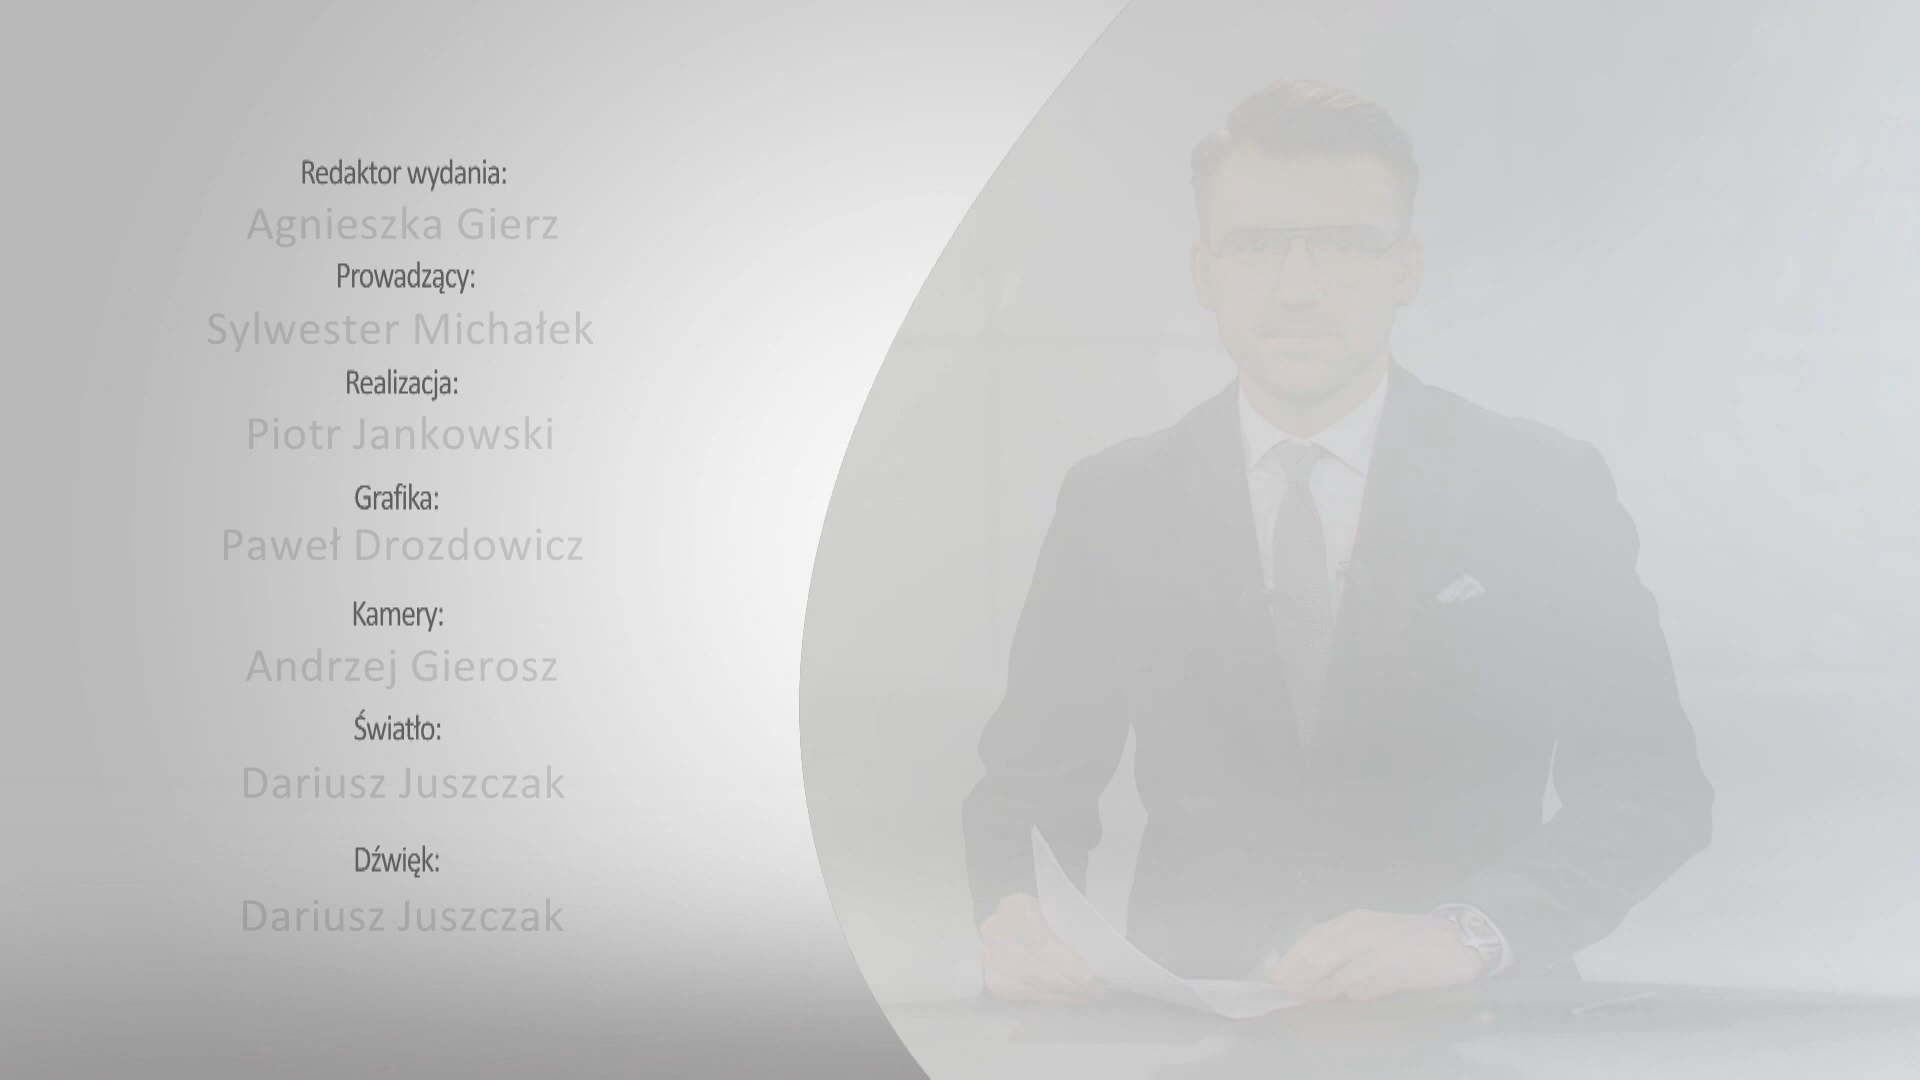 Redaktor wydania:
Agnieszka Gierz
Prowadzący:
Sylwester Michałek
Realizacja:
Piotr Jankowski
Grafika:
Paweł Drozdowicz
Kamery:
Andrzej Gierosz
Światło:
Dariusz Juszczak
Dźwięk:
Dariusz Juszczak